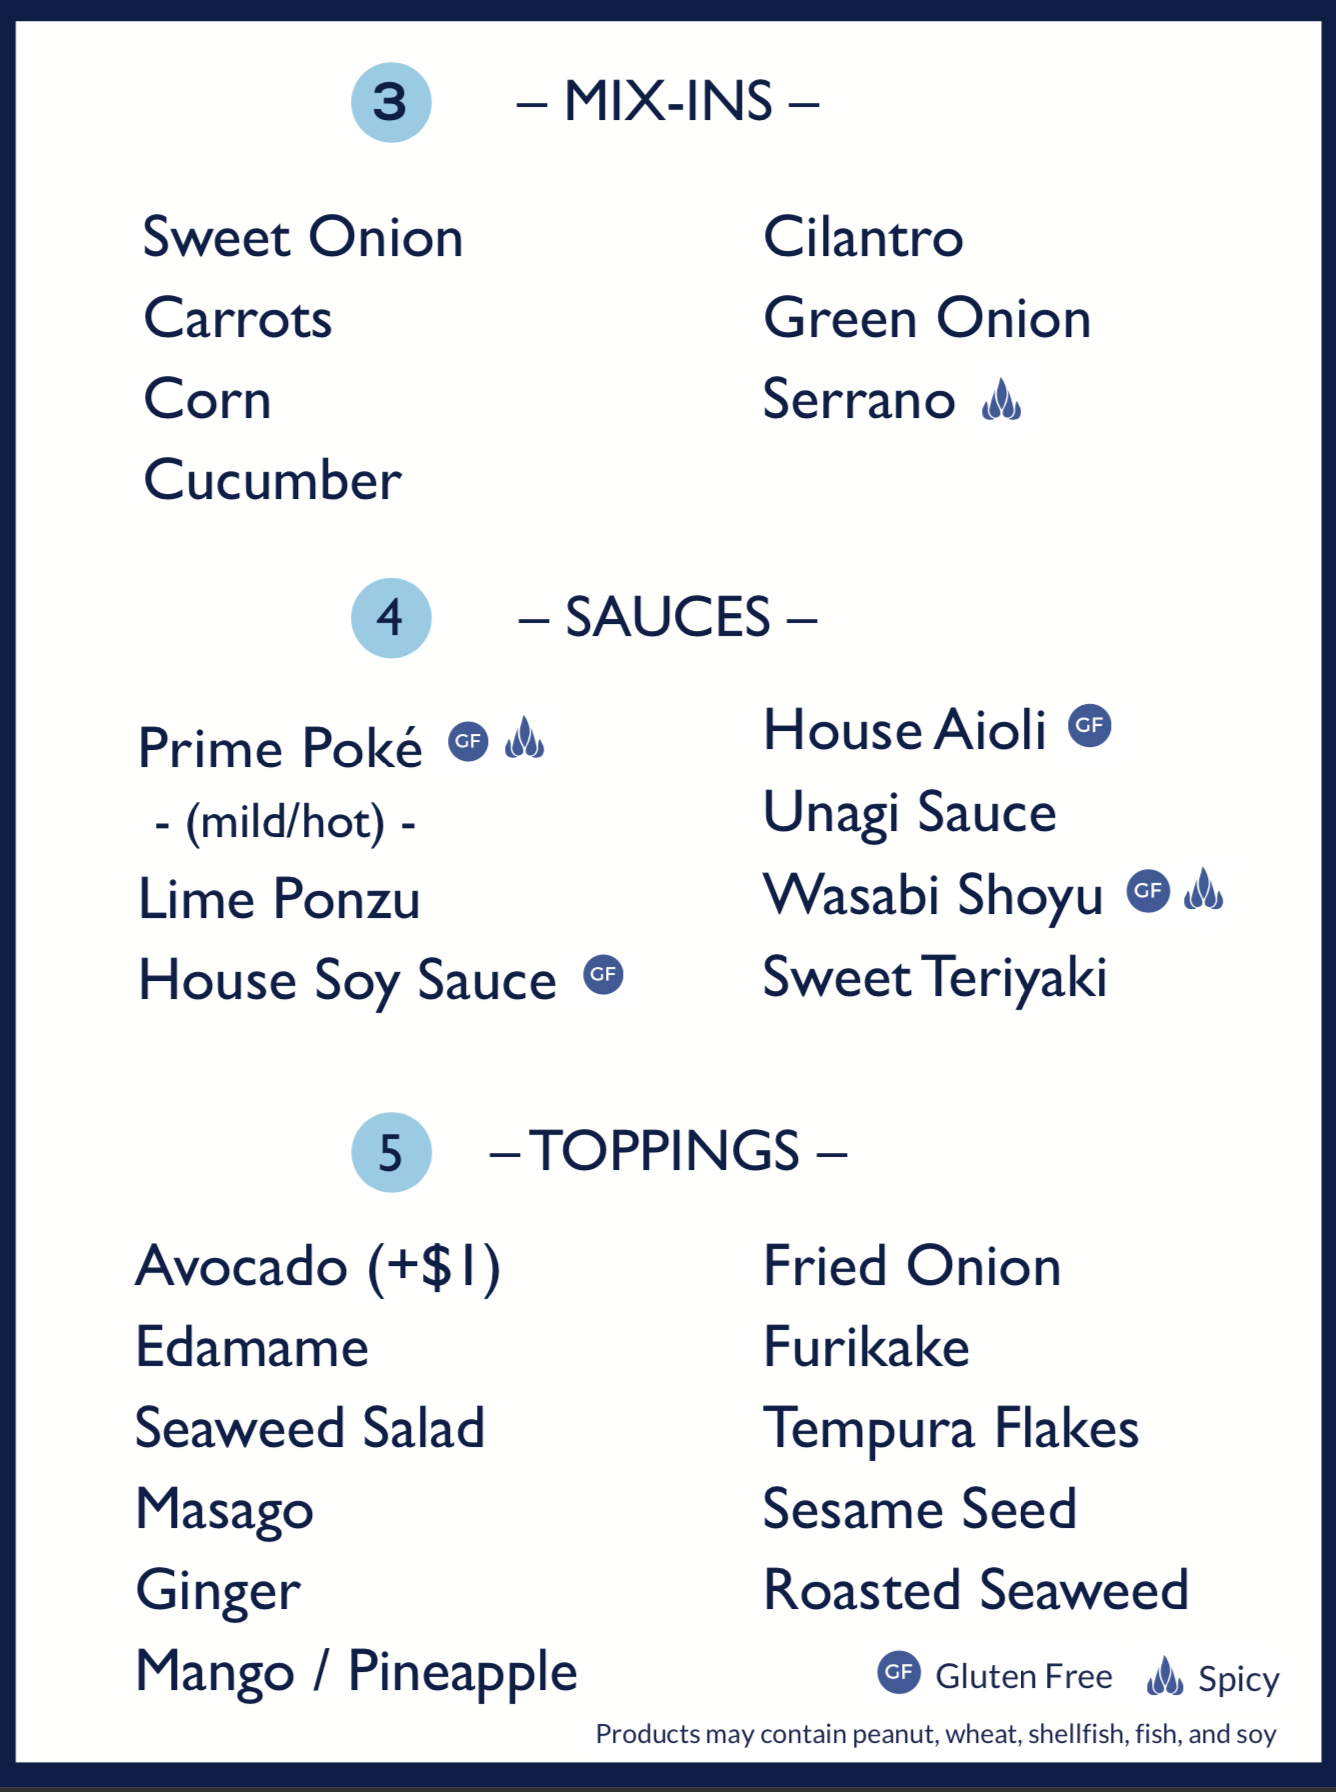 3 – MIX-INS –
Sweet Onion
Carrots
Corn
Cucumber
Cilantro
Green Onion
Serrano
4 – SAUCES –
Prime Poké GF
- (mild/hot) -
Lime Ponzu
House Soy Sauce GF
House Aioli GF
Unagi Sauce
Wasabi Shoyu GF
Sweet Teriyaki
5 – TOPPINGS –
Avocado (+$1)
Edamame
Seaweed Salad
Masago
Ginger
Mango / Pineapple
Fried Onion
Furikake
Tempura Flakes
Sesame Seed
Roasted Seaweed
GF Gluten Free Spicy
Products may contain peanut, wheat, shellfish, fish, and soy